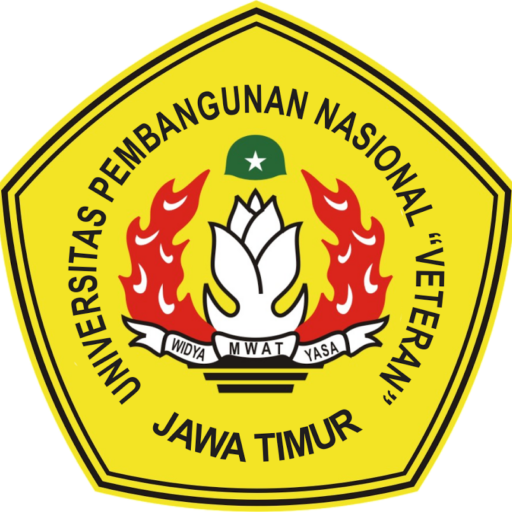 UNIVERSITAS PEMBANGUNAN NASIONAL "VETERAN"
WIDYA MWAT YASA
JAWA TIMUR